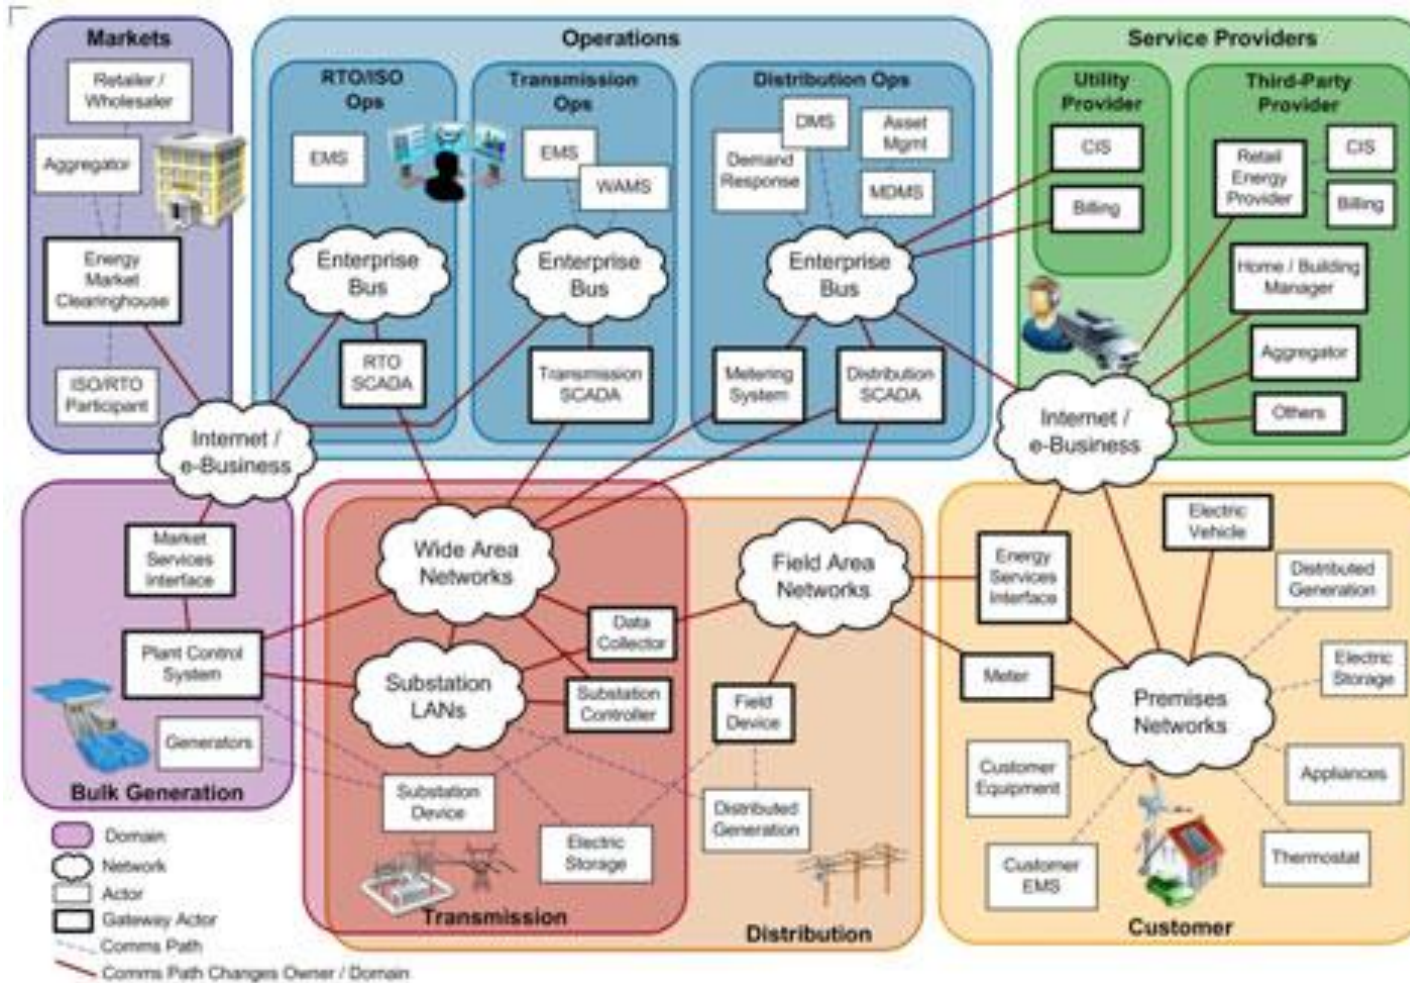 Markets
Retailer /
Wholesaler
Aggregator
Energy
Market
Clearinghouse
ISO/RTO
Participant
Operations
RTO/ISO
Ops
EMS
Enterprise
Bus
RTO
SCADA
Transmission
Ops
EMS
WAMS
Enterprise
Bus
Transmission
SCADA
Distribution Ops
DMS
Asset
Mgmt
Demand
Response
MDMS
Enterprise
Bus
Metering
System
Distribution
SCADA
Service Providers
Utility
Provider
CIS
Billing
Third-Party
Provider
Retail
Energy
Provider
CIS
Billing
Home / Building
Manager
Aggregator
Others
Internet /
e-Business
Internet /
e-Business
Market
Services
Interface
Plant Control
System
Generators
Bulk Generation
Wide Area
Networks
Substation
LANs
Data
Collector
Substation
Controller
Substation
Device
Electric
Storage
Transmission
Field Area
Networks
Field
Device
Distributed
Generation
Distribution
Energy
Services
Interface
Electric
Vehicle
Distributed
Generation
Meter
Premises
Networks
Electric
Storage
Customer
Equipment
Appliances
Customer
EMS
Thermostat
Customer
Domain
Network
Actor
Gateway Actor
Comms Path
Comms Path Changes Owner / Domain